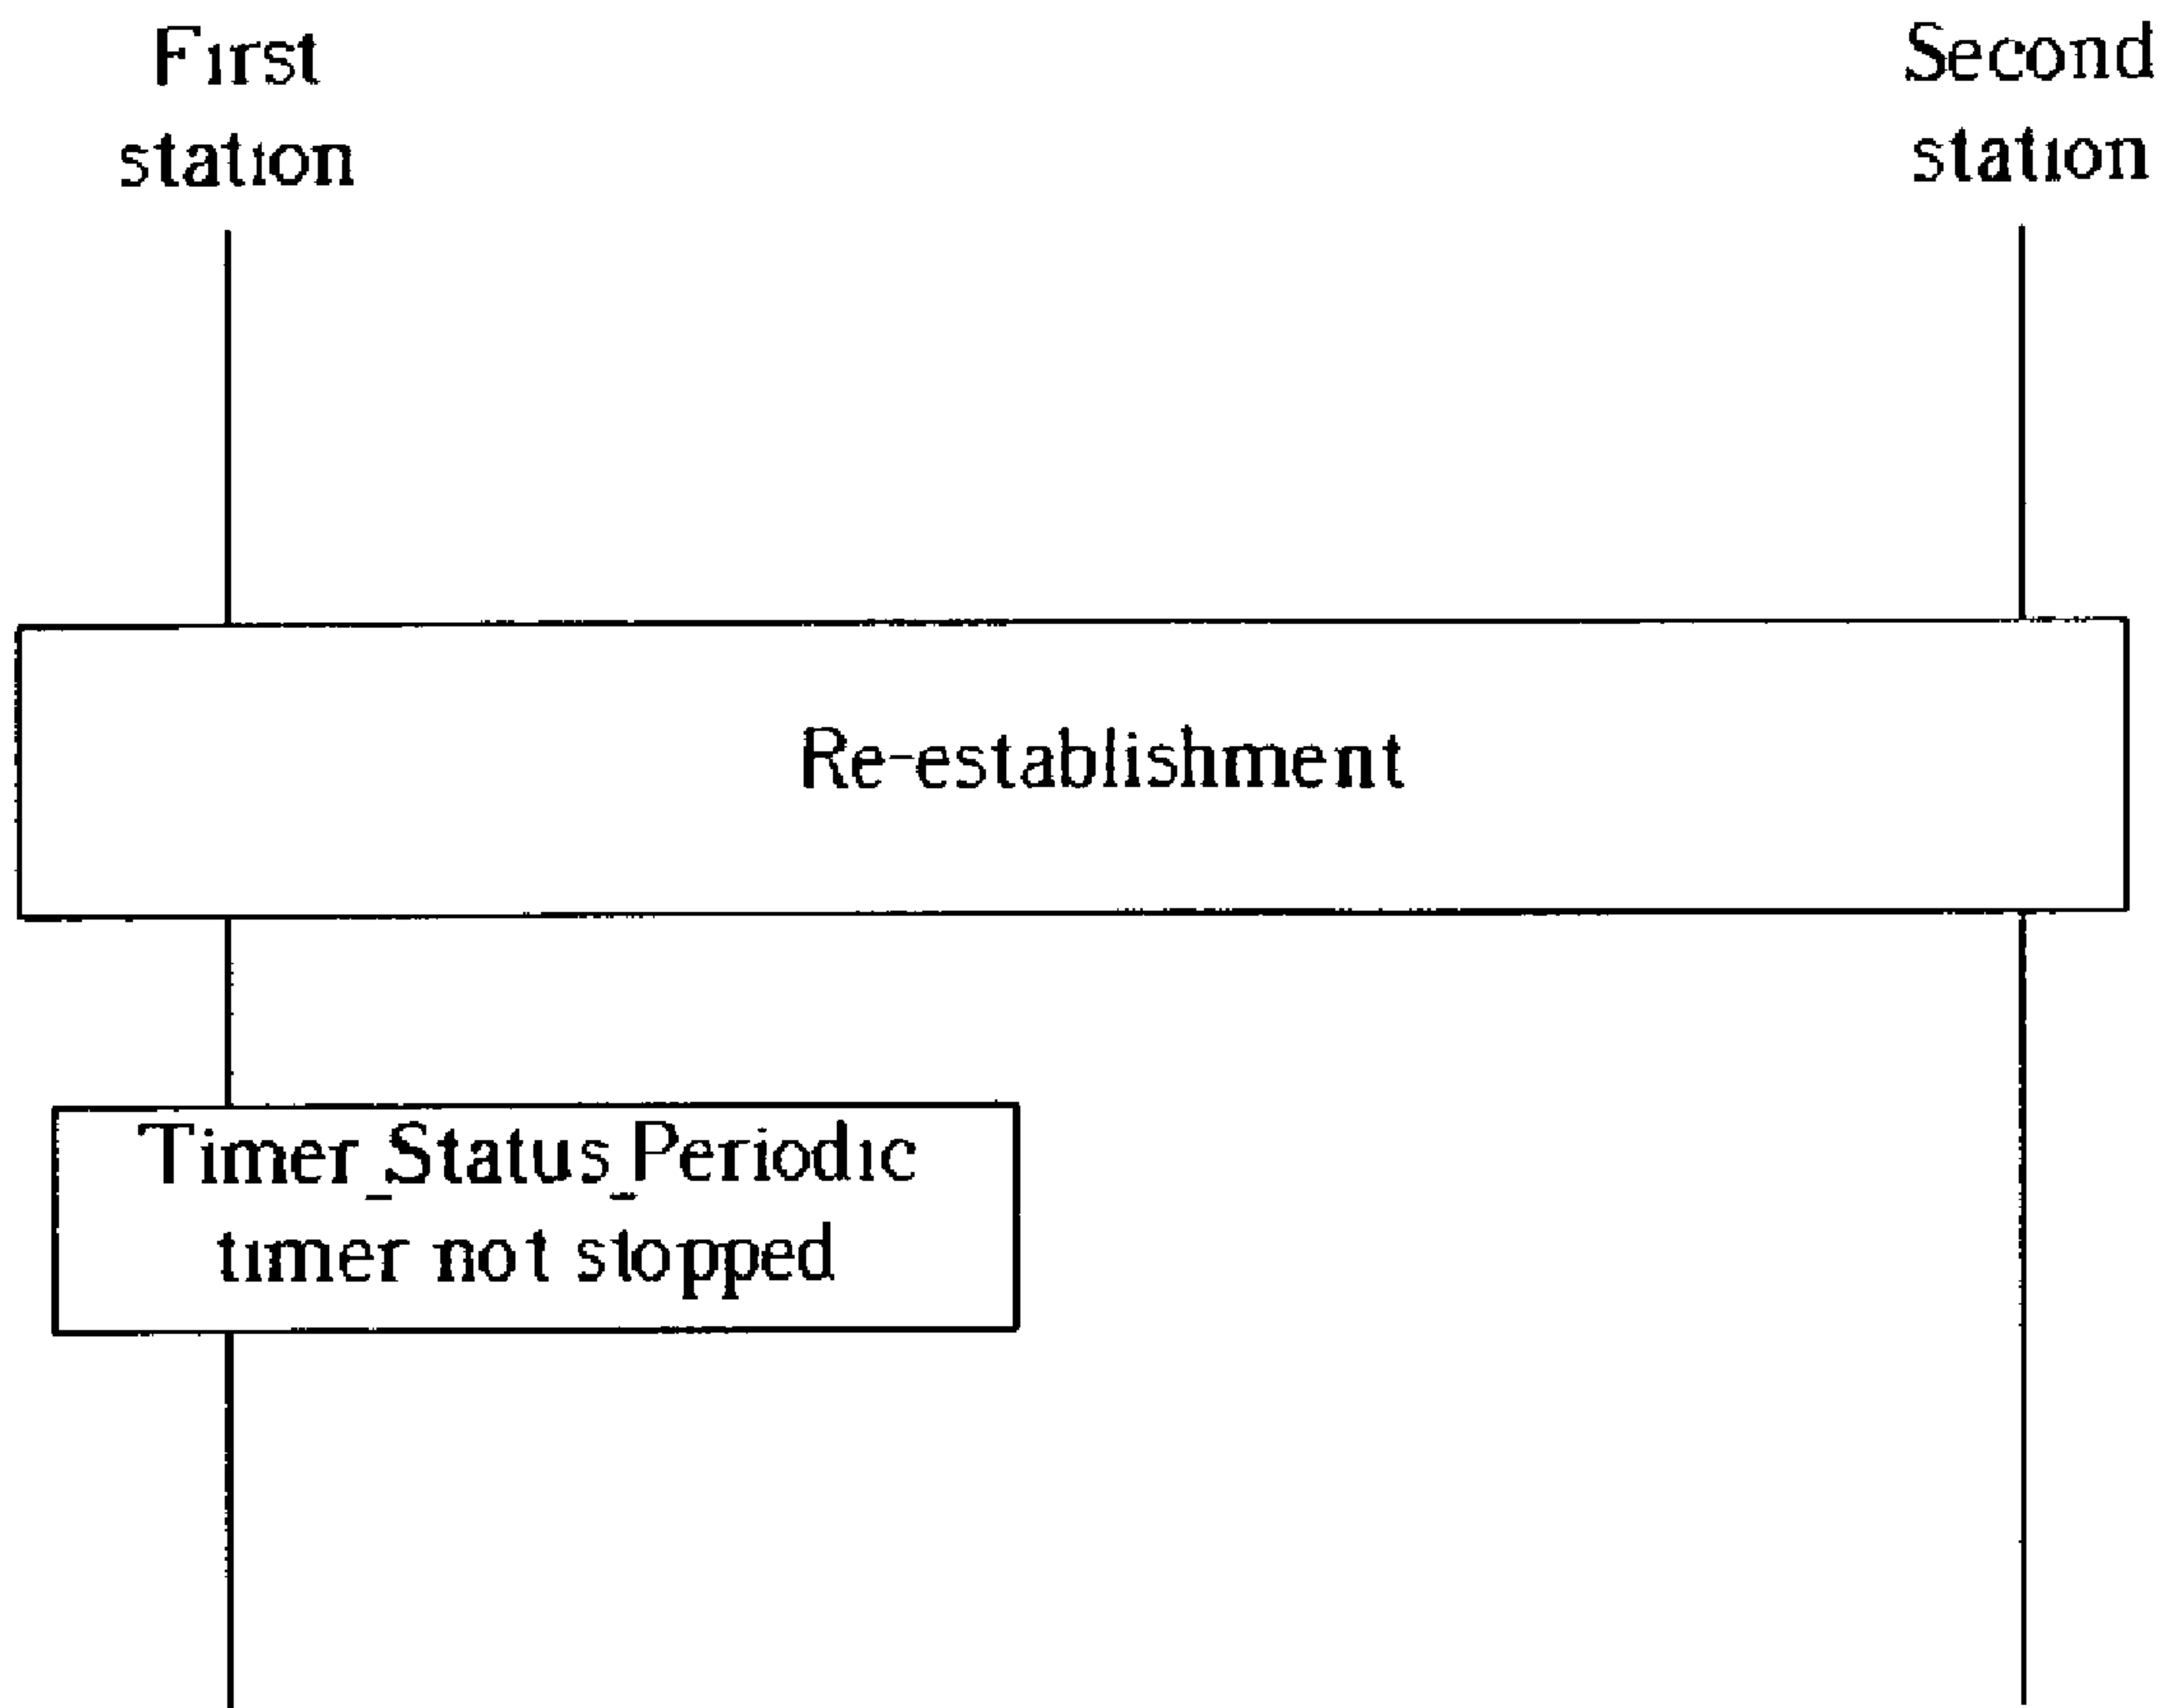 First
station
Second
station
Re-establishment
Timer_Status_Periodic
timer not stopped